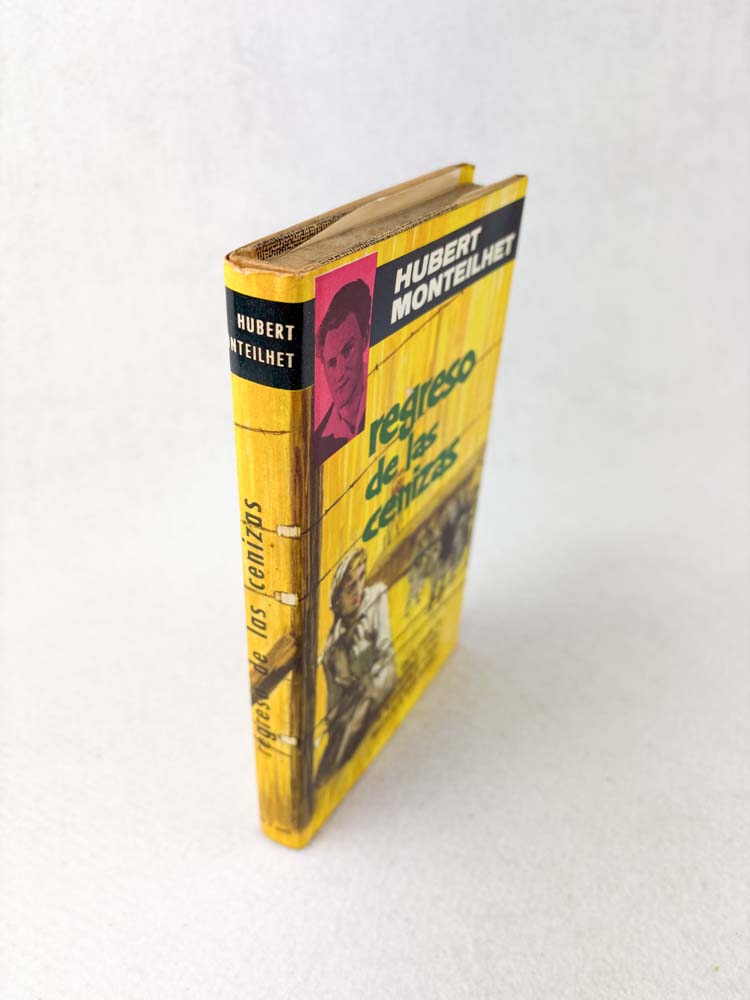 HUBERT
MONTEILHET
regreso de las cenizas
HUBERT
MONTEILHET
regreso
de las
cenizas